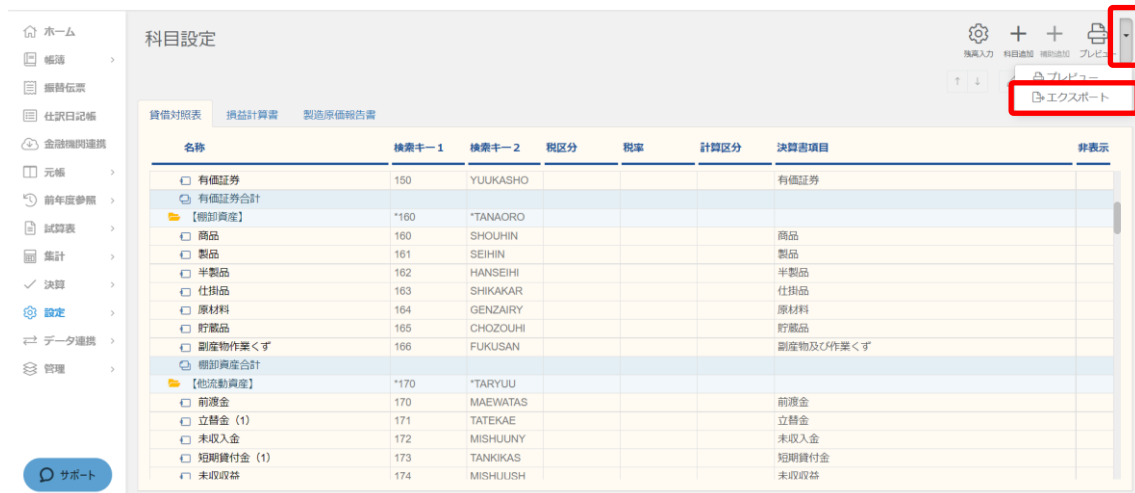 ホーム
帳簿
振替伝票
仕訳日記帳
金融機関連携
元帳
前年度参照
試算表
集計
決算
設定
データ連携
管理
サポート
科目設定
残高入力 科目追加 補助追加 プレビュー
プレビュー
エクスポート
貸借対照表 損益計算書 製造原価報告書
名称 検索キー1 検索キー2 税区分 税率 計算区分 決算書項目 非表示
有価証券 150 YUUKASHO 有価証券
有価証券合計
【棚卸資産】 *160 *TANAORO
商品 160 SHOUHIN 商品
製品 161 SEIHIN 製品
半製品 162 HANSEIHI 半製品
仕掛品 163 SHIKAKAR 仕掛品
原材料 164 GENZAIRY 原材料
貯蔵品 165 CHOZOUHI 貯蔵品
副産物作業くず 166 FUKUSAN 副産物及び作業くず
棚卸資産合計
【他流動資産】 *170 *TARYUU
前渡金 170 MAEWATAS 前渡金
立替金（1） 171 TATEKAE 立替金
未収入金 172 MISHUUNY 未収入金
短期貸付金（1） 173 TANKIKAS 短期貸付金
未収収益 174 MISHUUSH 未収収益